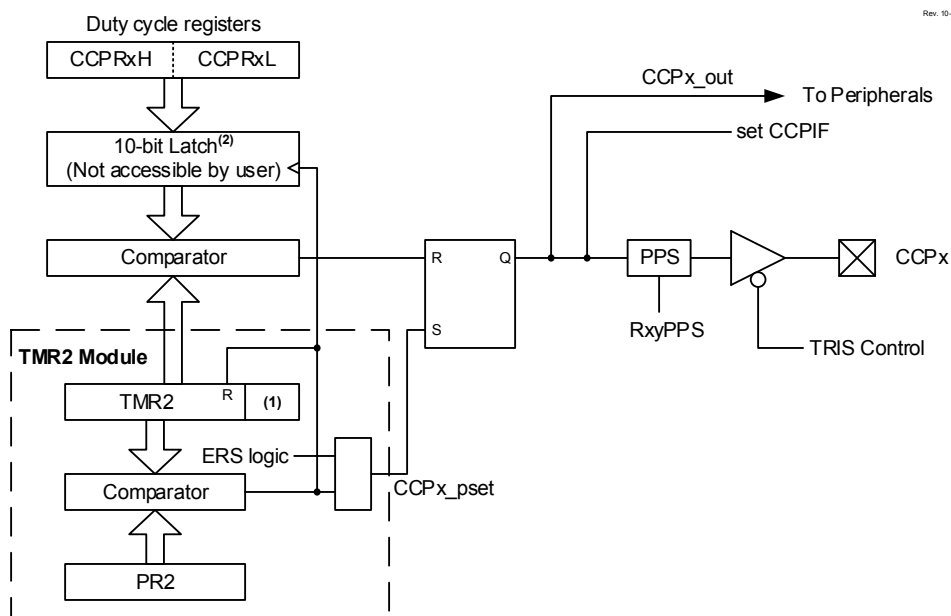 Rev. 10-
Duty cycle registers
CCPRxH CCPRxL
CCPx_out
To Peripherals
set CCPIF
10-bit Latch(2)
(Not accessible by user)
Comparator
R Q
S
PPS
CCPx
RxyPPS
TRIS Control
TMR2 Module
TMR2 R (1)
ERS logic
Comparator
CCPx_pset
PR2